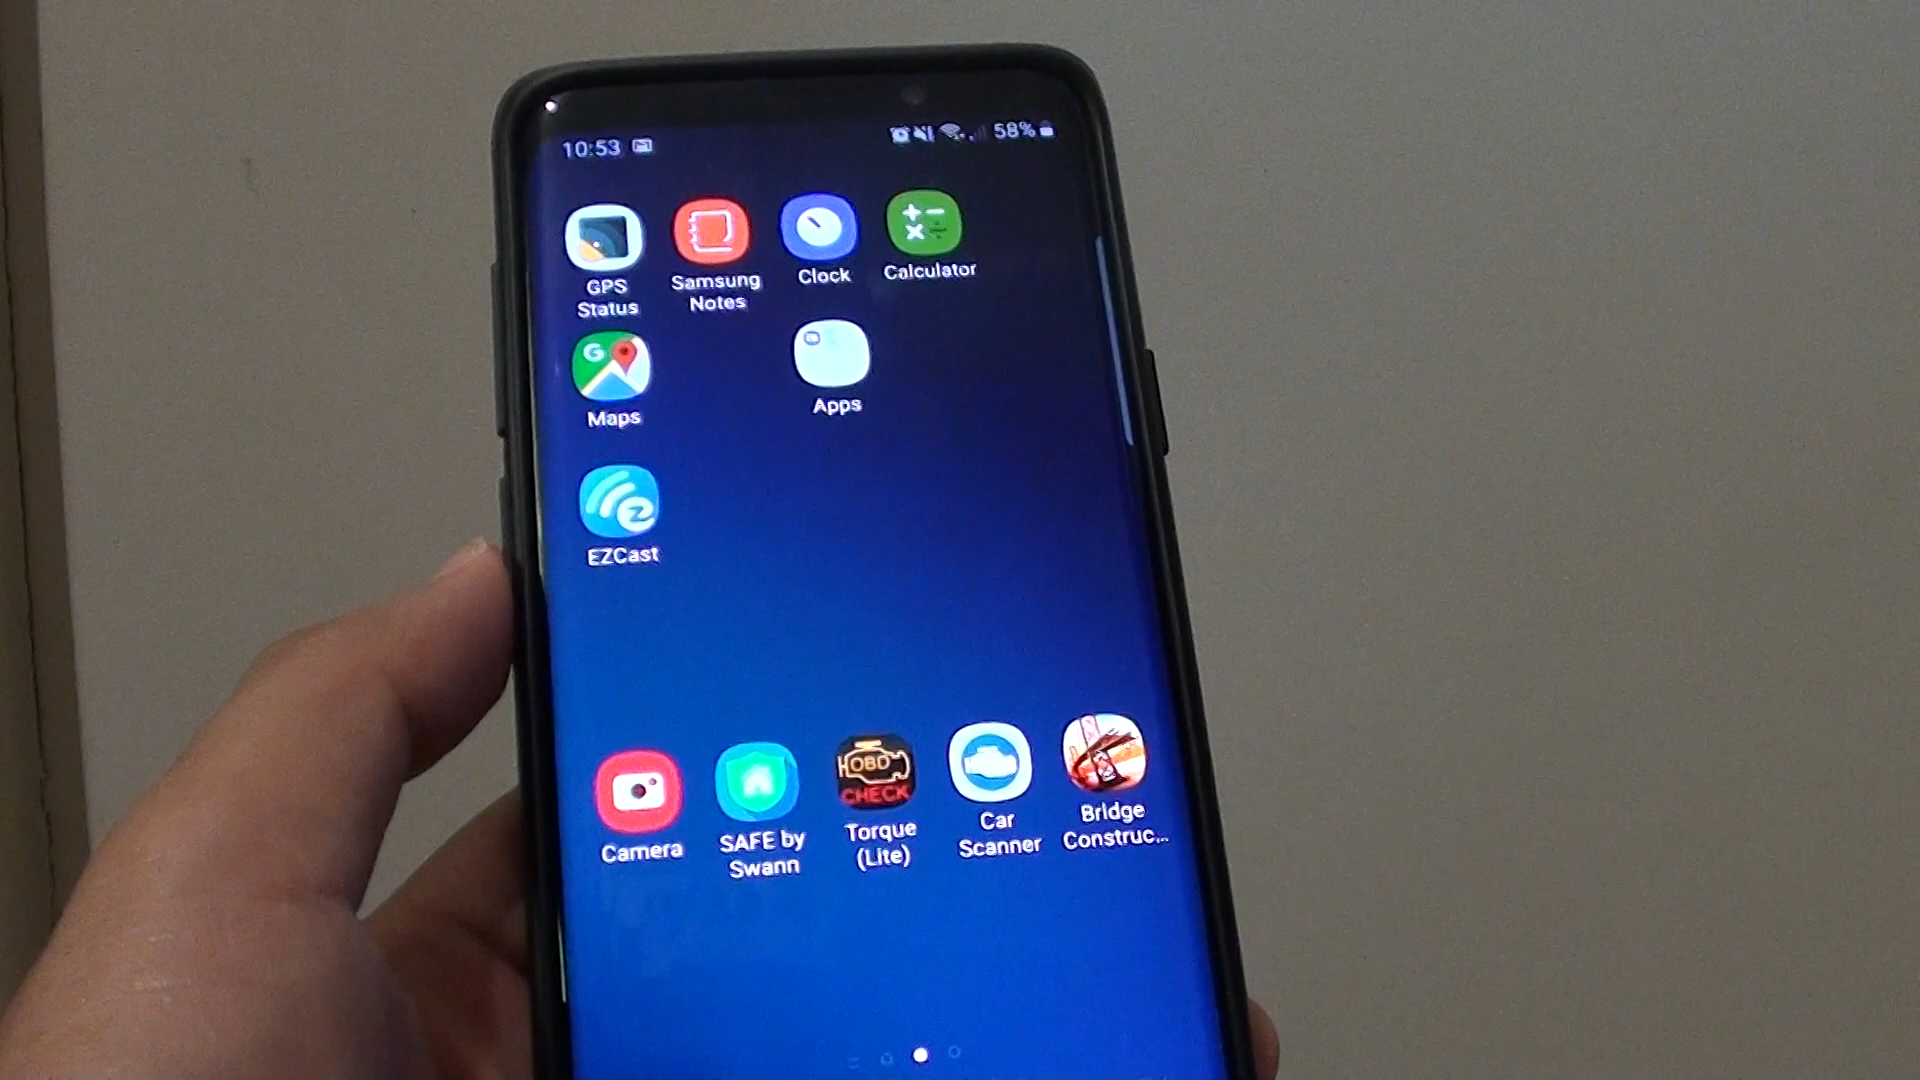 10:53
58%
GPS
Status
Samsung
Notes
Clock
Calculator
G
Maps
Apps
EZCast
OBD
CHECK
Camera
SAFE by
Swann
Torque
(Lite)
Car
Scanner
Bridge
Construc...